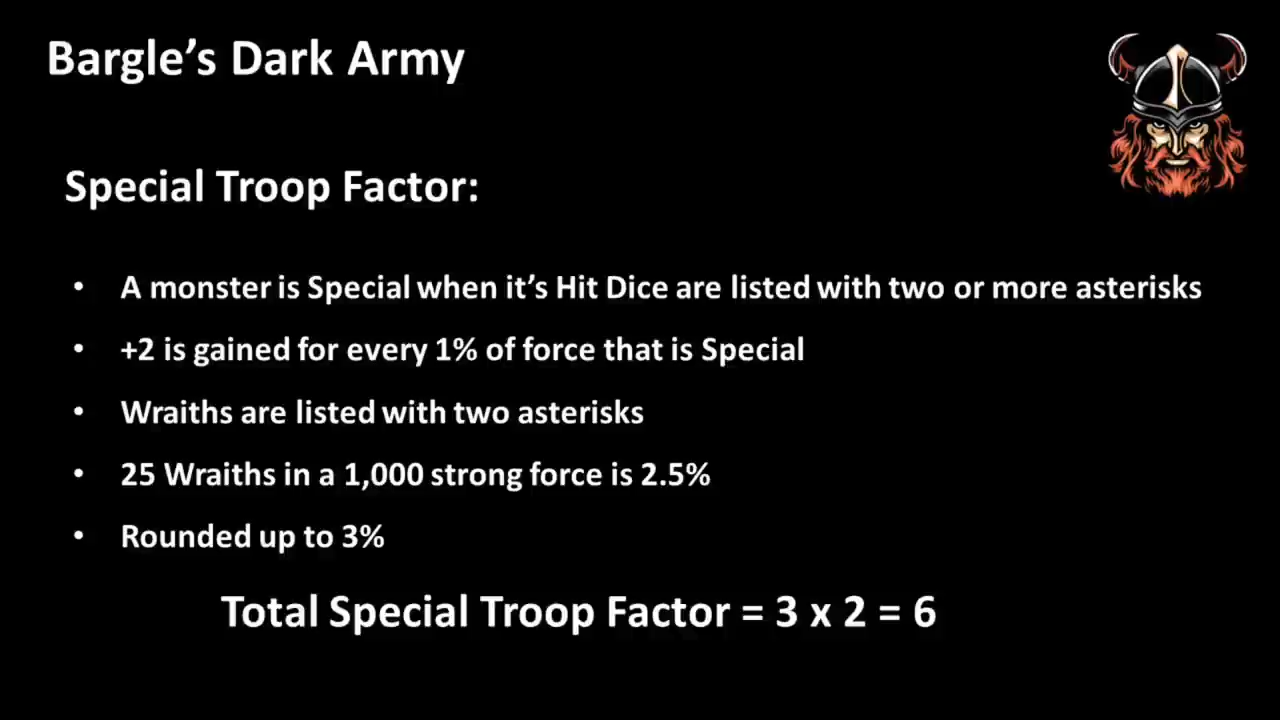 Bargle’s Dark Army
Special Troop Factor:
• A monster is Special when it’s Hit Dice are listed with two or more asterisks
• +2 is gained for every 1% of force that is Special
• Wraiths are listed with two asterisks
• 25 Wraiths in a 1,000 strong force is 2.5%
• Rounded up to 3%
Total Special Troop Factor = 3 x 2 = 6